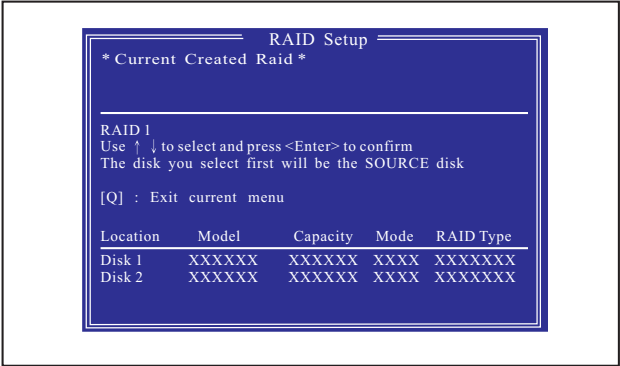 RAID Setup
* Current Created Raid *
RAID 1
Use ↑ ↓ to select and press <Enter> to confirm
The disk you select first will be the SOURCE disk
[Q] : Exit current menu
Location Model Capacity Mode RAID Type
Disk 1 XXXXXX XXXXXX XXXX XXXXXXX
Disk 2 XXXXXX XXXXXX XXXX XXXXXXX